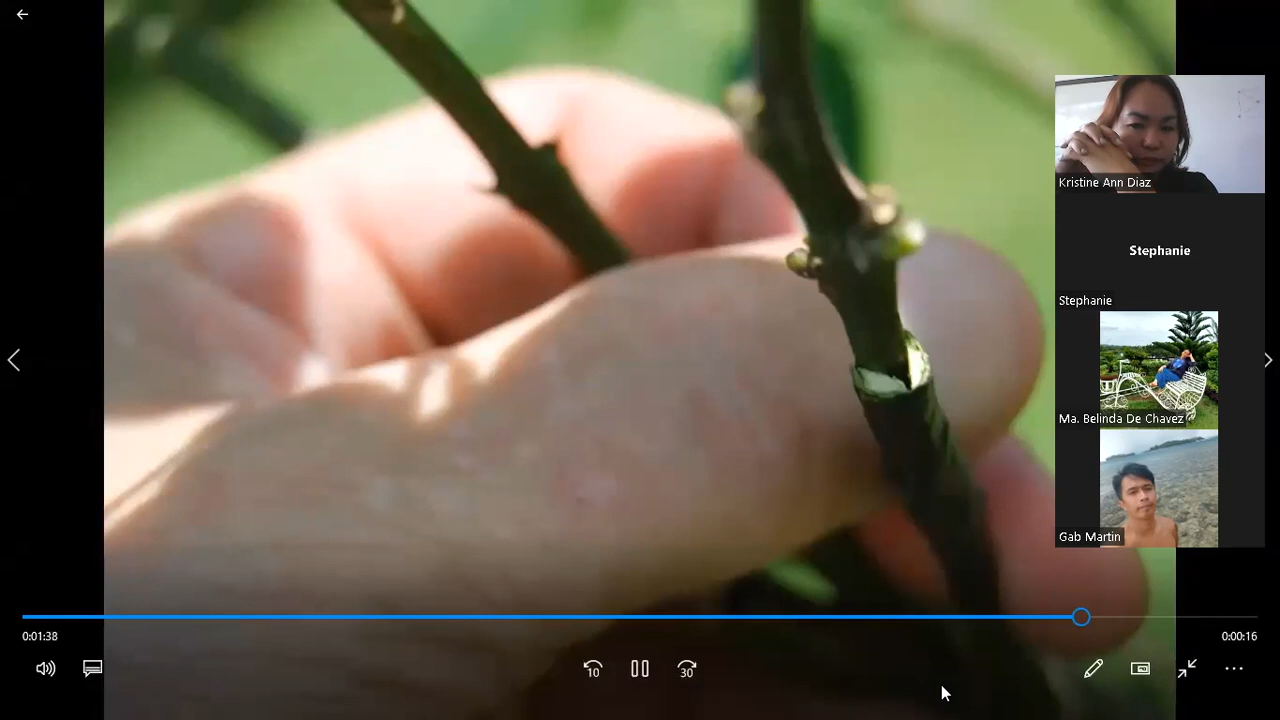 Kristine Ann Diaz
Stephanie
Stephanie
Ma. Belinda De Chavez
Gab Martin
0:01:38
0:00:16
10
30